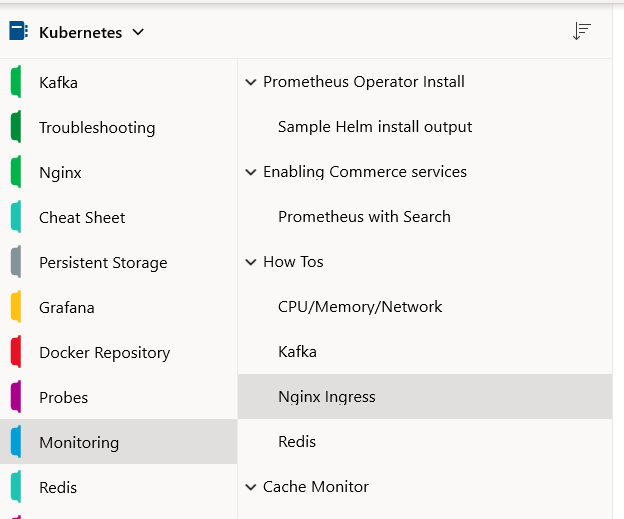 Kubernetes
Kafka
Troubleshooting
Nginx
Cheat Sheet
Persistent Storage
Grafana
Docker Repository
Probes
Monitoring
Redis
Prometheus Operator Install
Sample Helm install output
Enabling Commerce services
Prometheus with Search
How Tos
CPU/Memory/Network
Kafka
Nginx Ingress
Redis
Cache Monitor